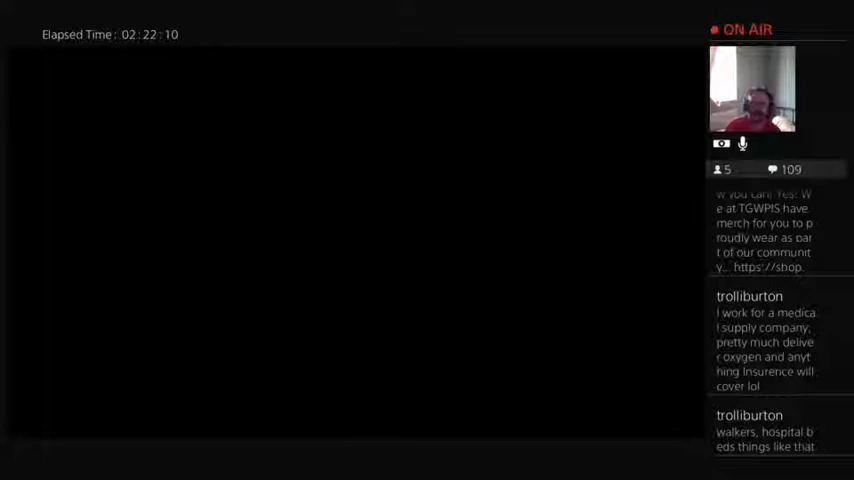 Elapsed Time: 02:22:10
ON AIR
5
109
w you can! Yes! W
e at TGWPIS have
merch for you to p
roudly wear as par
t of our communit
y... https://shop.
trolliburton
I work for a medica
l supply company,
pretty much delive
r oxygen and anyt
hing Insurence will
cover lol
trolliburton
walkers, hospital b
eds things like that